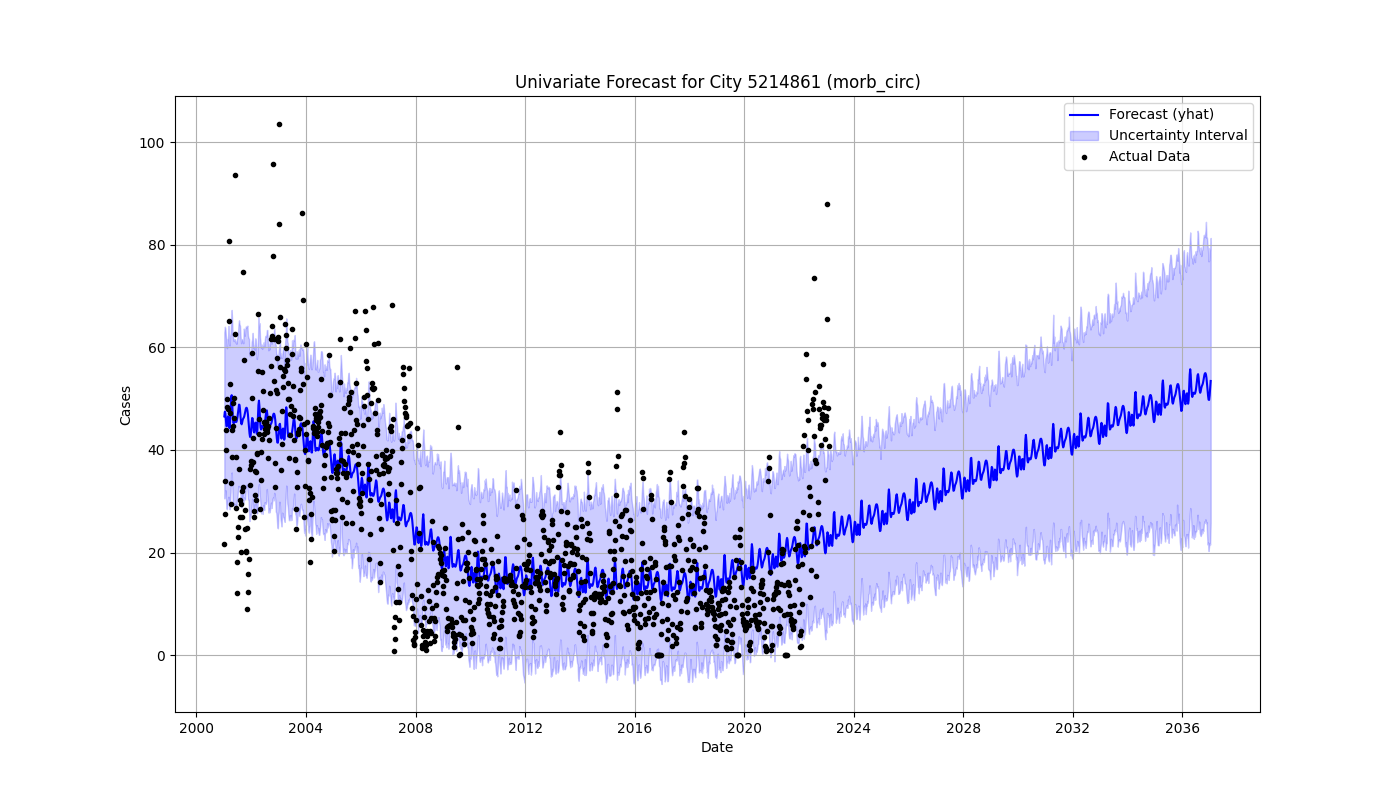 Univariate Forecast for City 5214861 (morb_circ)
Forecast (yhat)
Uncertainty Interval
Actual Data
Cases
100
80
60
40
20
0
2000 2004 2008 2012 2016 2020 2024 2028 2032 2036
Date